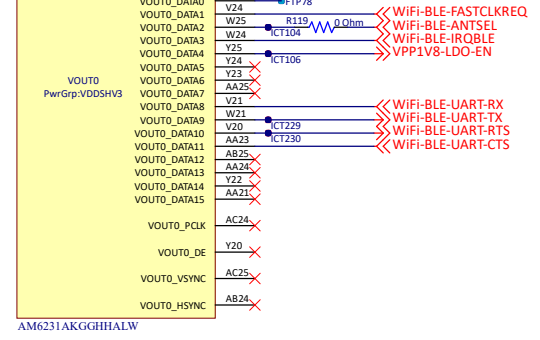 VOUT0_DATA0 FTP78
VOUT0_DATA1 V24 WiFi-BLE-FASTCLKREQ
VOUT0_DATA2 W25 ICT104 R119 0 Ohm WiFi-BLE-ANTSEL
VOUT0_DATA3 W24 WiFi-BLE-IRQBLE
VOUT0_DATA4 Y25 ICT106 VPP1V8-LDO-EN
VOUT0_DATA5 Y24
VOUT0 VOUT0_DATA6 Y23
PwrGrp:VDDSHV3 VOUT0_DATA7 AA25
VOUT0_DATA8 V21 WiFi-BLE-UART-RX
VOUT0_DATA9 W21 ICT229 WiFi-BLE-UART-TX
VOUT0_DATA10 V20 ICT230 WiFi-BLE-UART-RTS
VOUT0_DATA11 AA23 WiFi-BLE-UART-CTS
VOUT0_DATA12 AB25
VOUT0_DATA13 AA24
VOUT0_DATA14 Y22
VOUT0_DATA15 AA21
VOUT0_PCLK AC24
VOUT0_DE Y20
VOUT0_VSYNC AC25
VOUT0_HSYNC AB24
AM6231AKGGHHALW